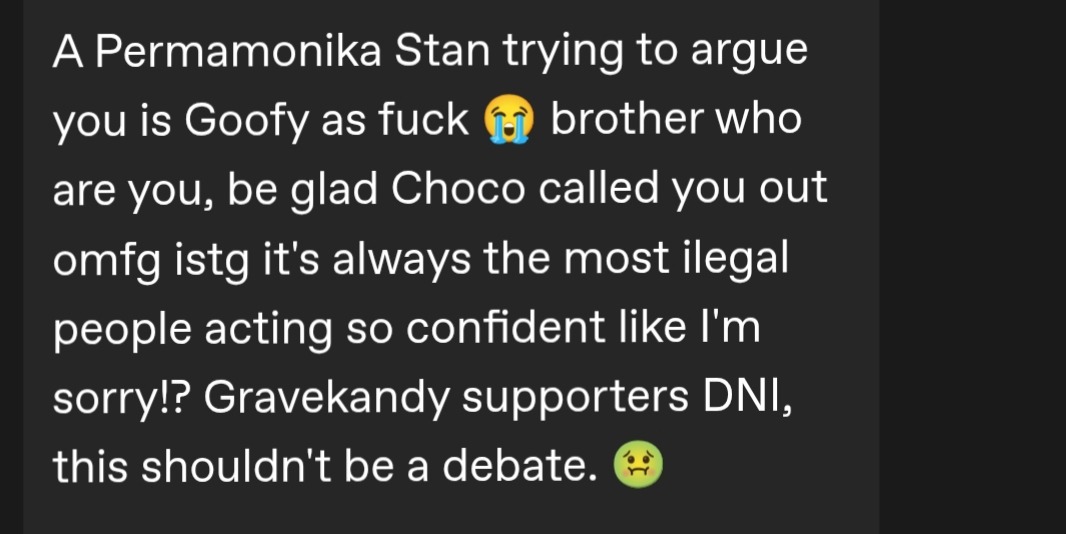 A Permamonika Stan trying to argue
you is Goofy as fuck 😭 brother who
are you, be glad Choco called you out
omfg istg it's always the most ilegal
people acting so confident like I'm
sorry!? Gravekandy supporters DNI,
this shouldn't be a debate. 🤢